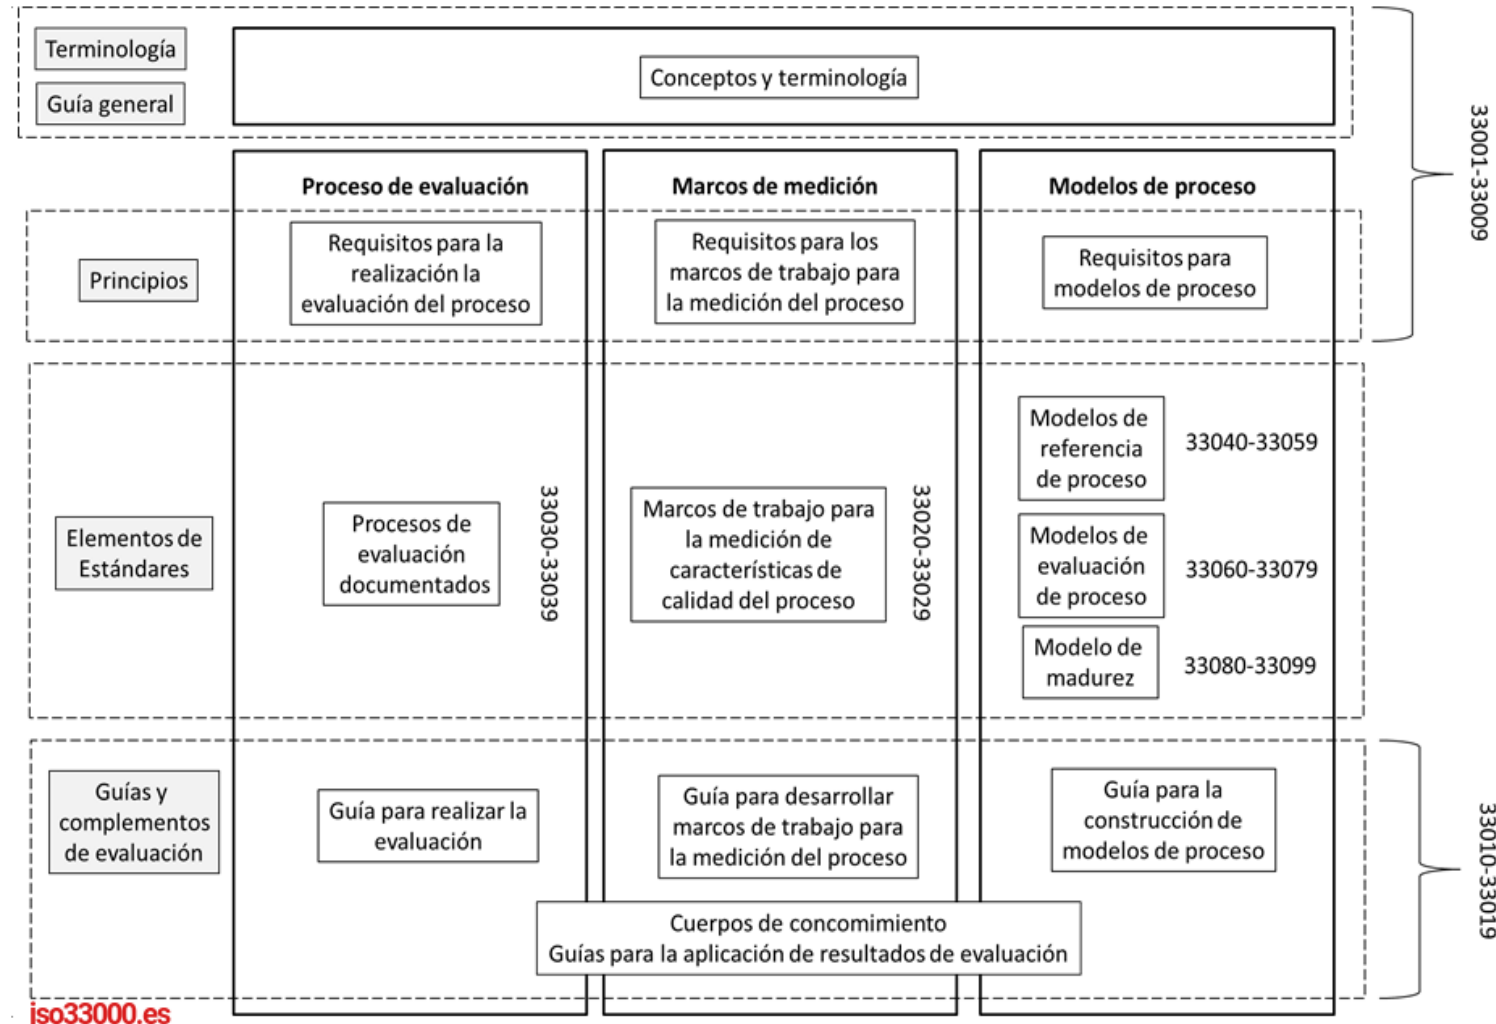 Terminología
Guía general
Conceptos y terminología
33001-33009
Proceso de evaluación
Marcos de medición
Modelos de proceso
Principios
Requisitos para la
realización la
evaluación del proceso
Requisitos para los
marcos de trabajo para
la medición del proceso
Requisitos para
modelos de proceso
Elementos de
Estándares
Procesos de
evaluación
documentados
33030-33039
Marcos de trabajo para
la medición de
características de
calidad del proceso
33020-33029
Modelos de
referencia
de proceso
33040-33059
Modelos de
evaluación
de proceso
33060-33079
Modelo de
madurez
33080-33099
Guías y
complementos
de evaluación
Guía para realizar la
evaluación
Guía para desarrollar
marcos de trabajo para
la medición del proceso
Guía para la
construcción de
modelos de proceso
33010-33019
Cuerpos de concomimiento
Guías para la aplicación de resultados de evaluación
iso33000.es